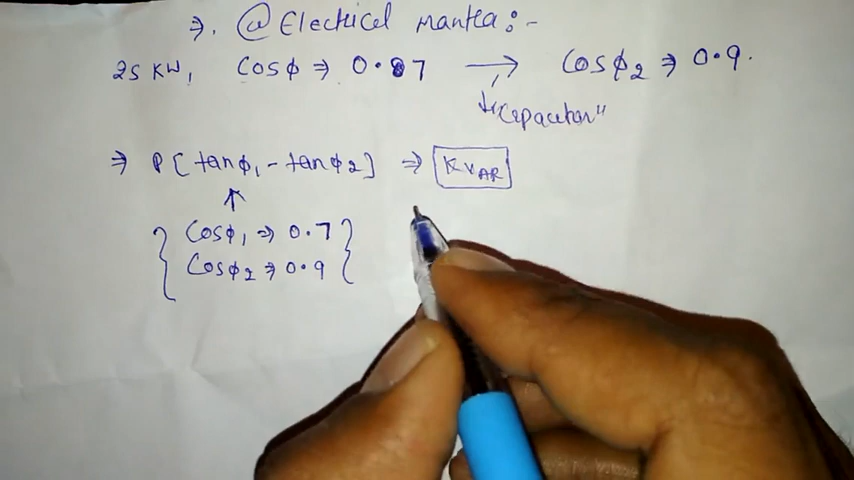 ⇒. @ Electrical Mantra:-
25 KW, Cosϕ ⇒ 0.7 → Cosϕ2 ⇒ 0.9.
"Capacitor"
⇒ P[tanϕ1 - tanϕ2] ⇒ KVAR
Cosϕ1 ⇒ 0.7
Cosϕ2 ⇒ 0.9